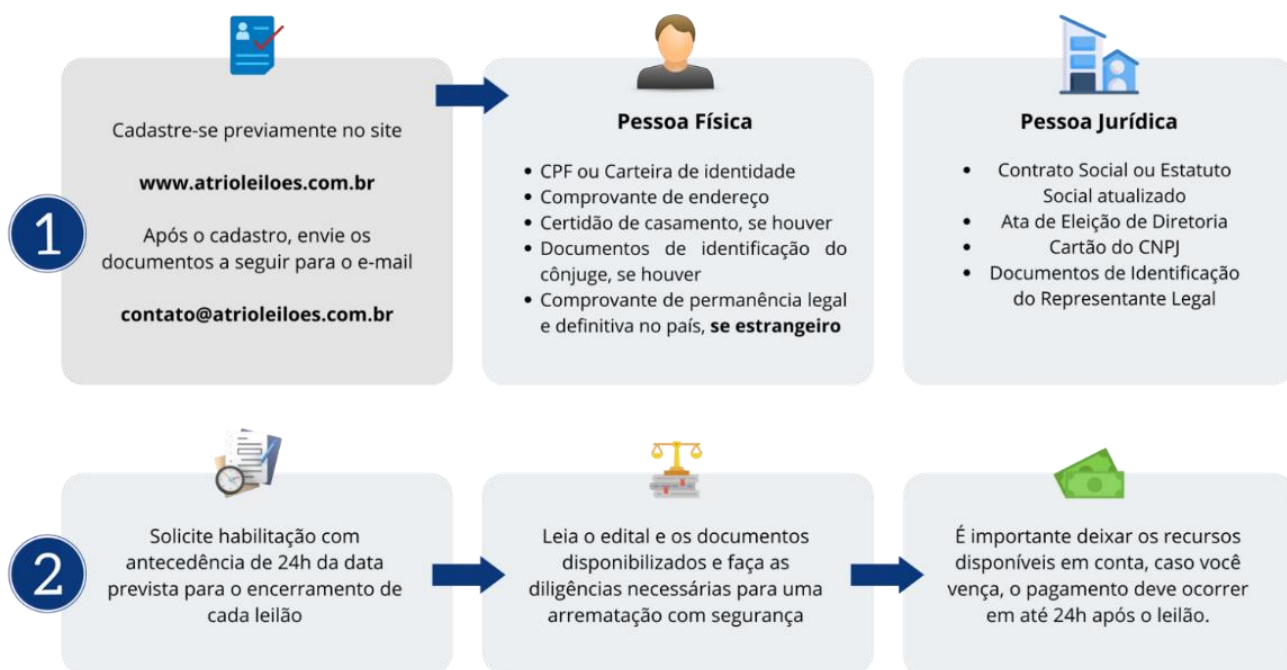 1
Cadastre-se previamente no site
www.atrioleiloes.com.br
Após o cadastro, envie os
documentos a seguir para o e-mail
contato@atrioleiloes.com.br
Pessoa Física
• CPF ou Carteira de identidade
• Comprovante de endereço
• Certidão de casamento, se houver
• Documentos de identificação do
cônjuge, se houver
• Comprovante de permanência legal
e definitiva no país, se estrangeiro
Pessoa Jurídica
• Contrato Social ou Estatuto
Social atualizado
• Ata de Eleição de Diretoria
• Cartão do CNPJ
• Documentos de Identificação
do Representante Legal
2
Solicite habilitação com
antecedência de 24h da data
prevista para o encerramento de
cada leilão
Leia o edital e os documentos
disponibilizados e faça as
diligências necessárias para uma
arrematação com segurança
É importante deixar os recursos
disponíveis em conta, caso você
vença, o pagamento deve ocorrer
em até 24h após o leilão.